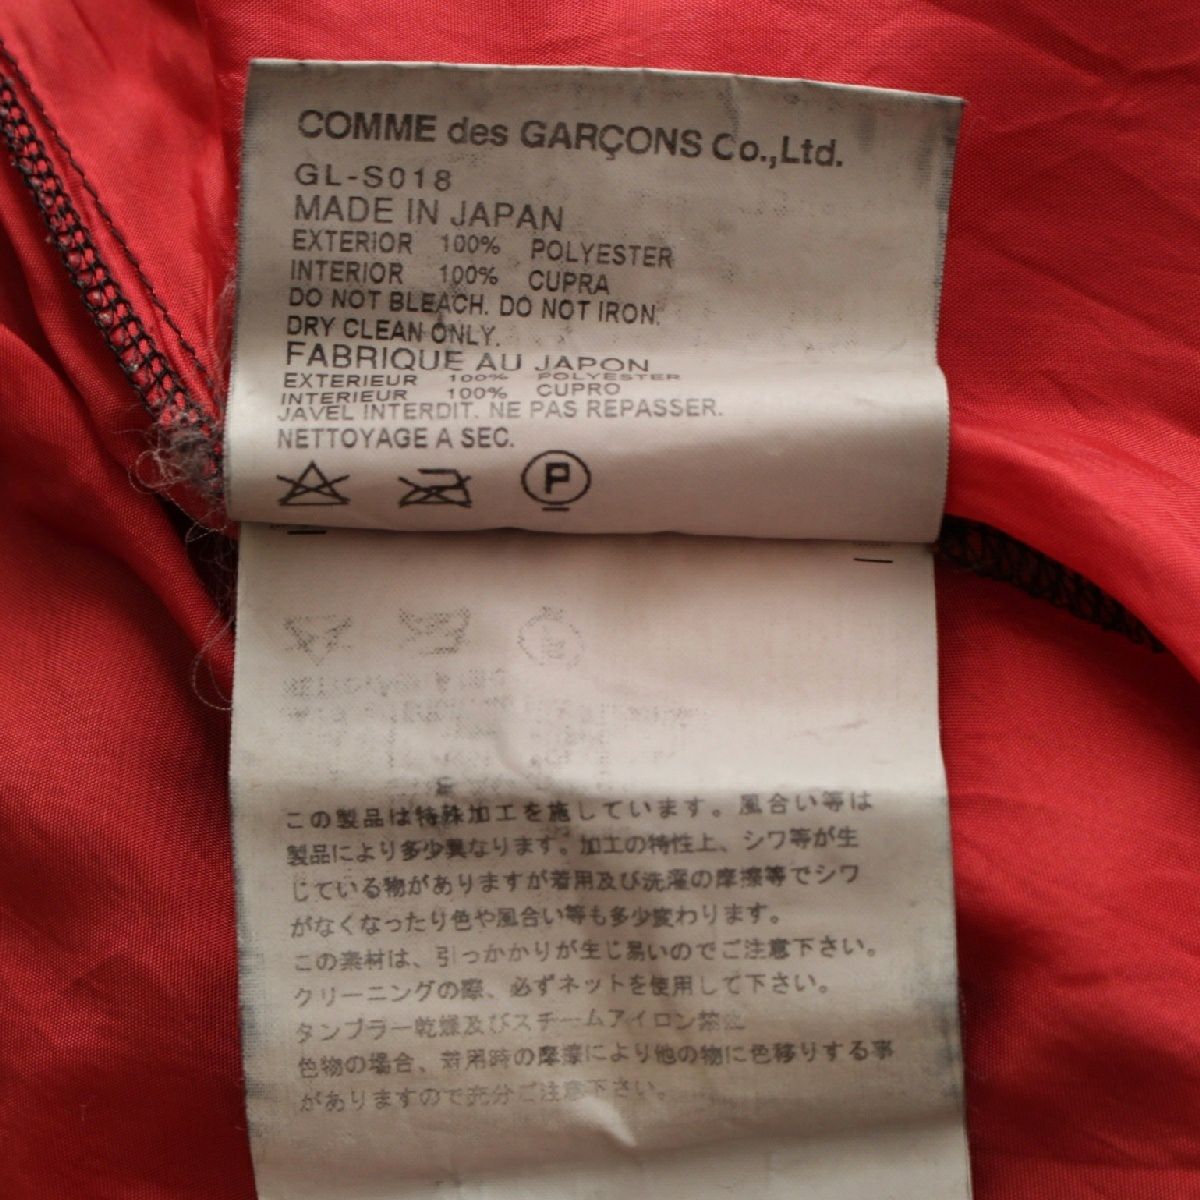 COMME des GARÇONS Co.,Ltd.
GL-S018
MADE IN JAPAN
EXTERIOR 100% POLYESTER
INTERIOR 100% CUPRA
DO NOT BLEACH. DO NOT IRON.
DRY CLEAN ONLY.
FABRIQUE AU JAPON
EXTERIEUR 100% POLYESTER
INTERIEUR 100% CUPRO
JAVEL INTERDIT. NE PAS REPASSER.
NETTOYAGE A SEC.
P
この製品は特殊加工を施しています。風合い等は
製品により多少異なります。加工の特性上、シワ等が生
じている物がありますが着用及び洗濯の摩擦等でシワ
がなくなったり色や風合い等も多少変わります。
この素材は、引っかかりが生じ易いのでご注意下さい。
クリーニングの際、必ずネットを使用して下さい。
タンブラー乾燥及びスチームアイロン禁止
色物の場合、着用時の摩擦により他の物に色移りする事
がありますので充分ご注意下さい。